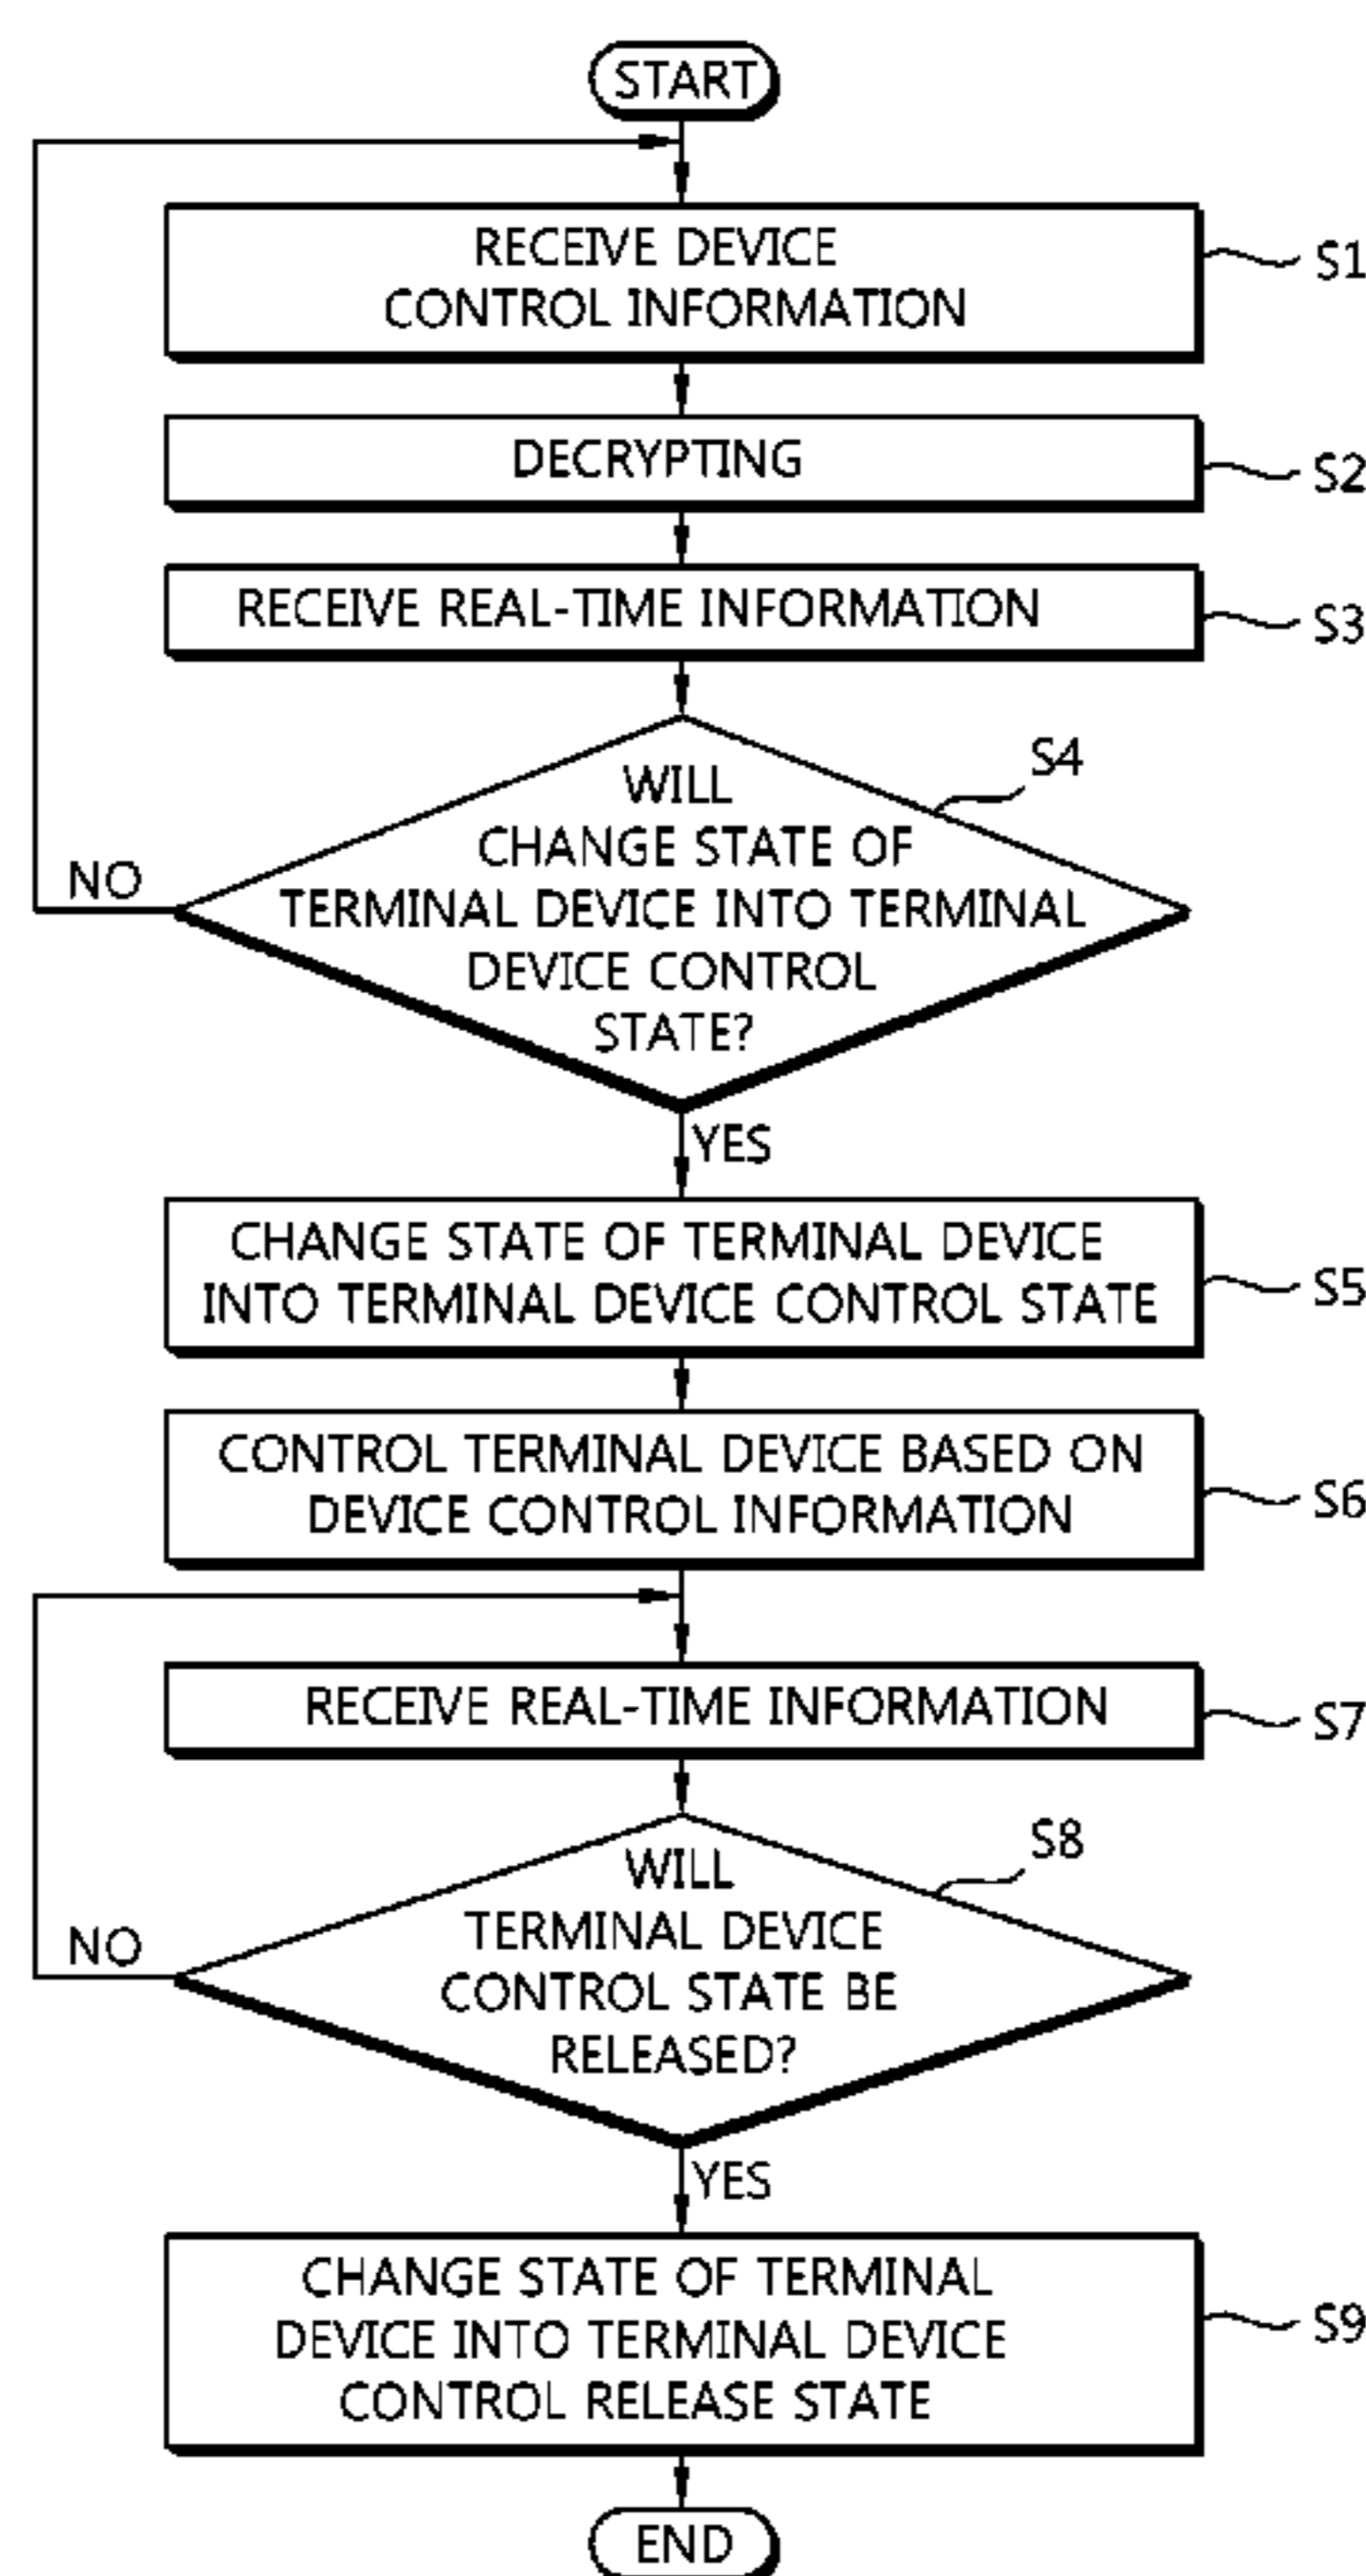 START
RECEIVE DEVICE
CONTROL INFORMATION
S1
DECRYPTING
S2
RECEIVE REAL-TIME INFORMATION
S3
S4
WILL
CHANGE STATE OF
TERMINAL DEVICE INTO TERMINAL
DEVICE CONTROL
STATE?
NO
YES
CHANGE STATE OF TERMINAL DEVICE
INTO TERMINAL DEVICE CONTROL STATE
S5
CONTROL TERMINAL DEVICE BASED ON
DEVICE CONTROL INFORMATION
S6
RECEIVE REAL-TIME INFORMATION
S7
S8
WILL
TERMINAL DEVICE
CONTROL STATE BE
RELEASED?
NO
YES
CHANGE STATE OF TERMINAL
DEVICE INTO TERMINAL DEVICE
CONTROL RELEASE STATE
S9
END